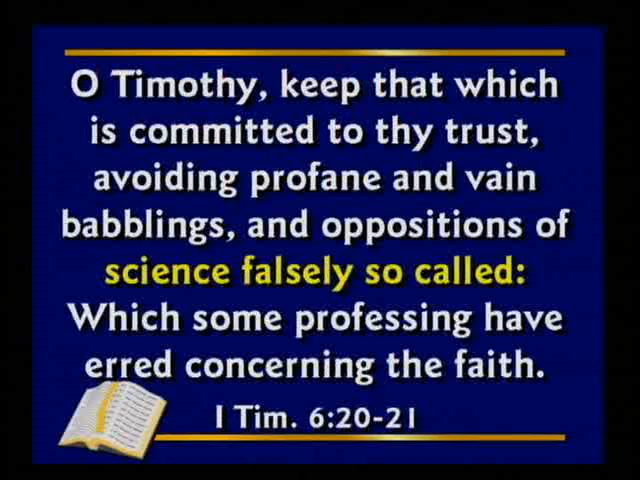 O Timothy, keep that which
is committed to thy trust,
avoiding profane and vain
babblings, and oppositions of
science falsely so called:
Which some professing have
erred concerning the faith.
I Tim. 6:20-21